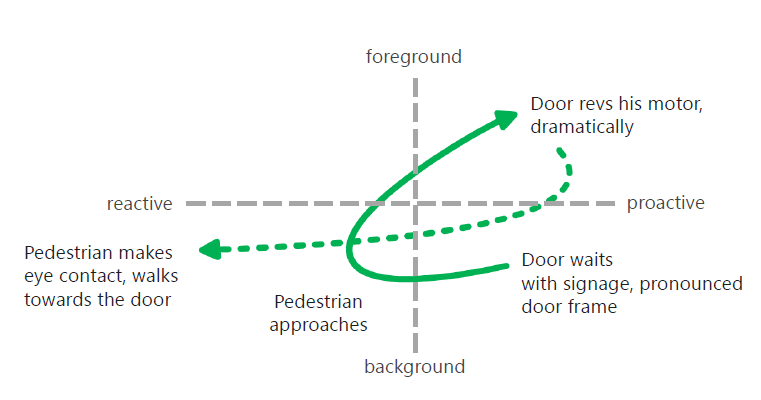 foreground
Door revs his motor,
dramatically
reactive
proactive
Pedestrian makes
eye contact, walks
towards the door
Door waits
with signage, pronounced
door frame
Pedestrian
approaches
background